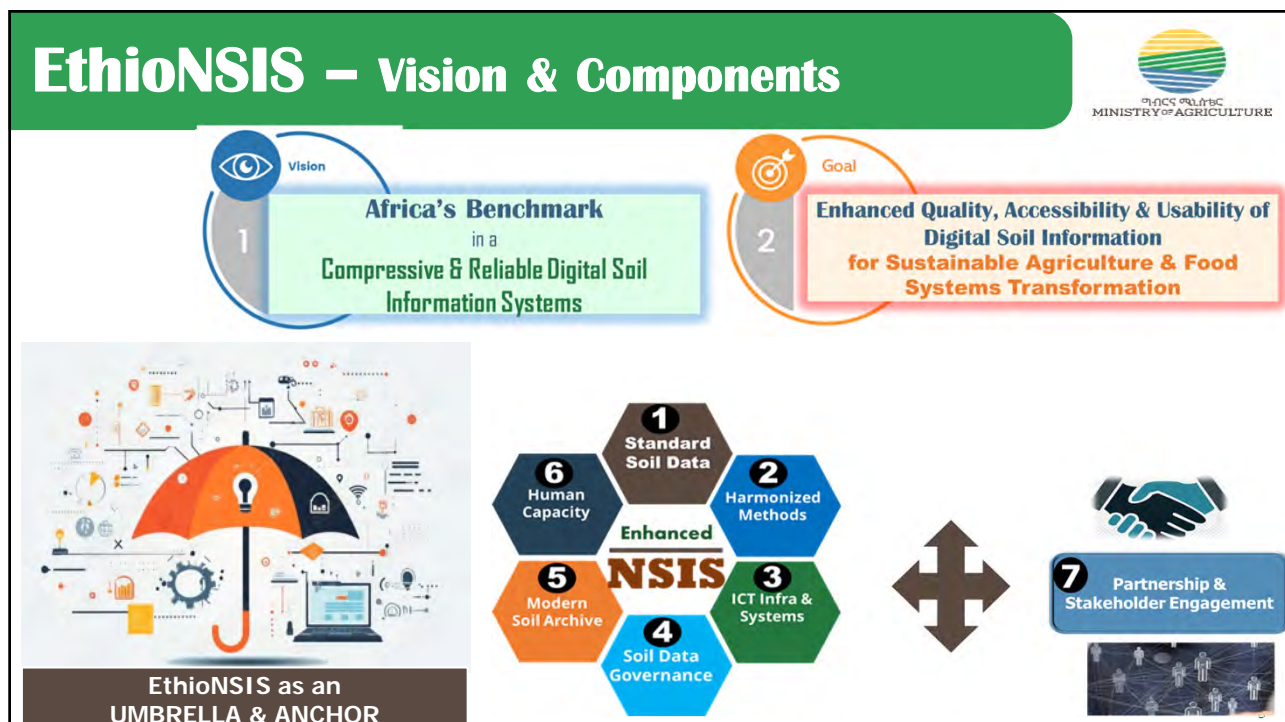 EthioNSIS – Vision & Components
ግብርና ሚኒስቴር
MINISTRY OF AGRICULTURE
Vision
1
Africa's Benchmark
in a
Compressive & Reliable Digital Soil
Information Systems
Goal
2
Enhanced Quality, Accessibility & Usability of
Digital Soil Information
for Sustainable Agriculture & Food
Systems Transformation
EthioNSIS as an
UMBRELLA & ANCHOR
1
Standard
Soil Data
2
Harmonized
Methods
3
ICT Infra &
Systems
4
Soil Data
Governance
5
Modern
Soil Archive
6
Human
Capacity
Enhanced
NSIS
7
Partnership &
Stakeholder Engagement